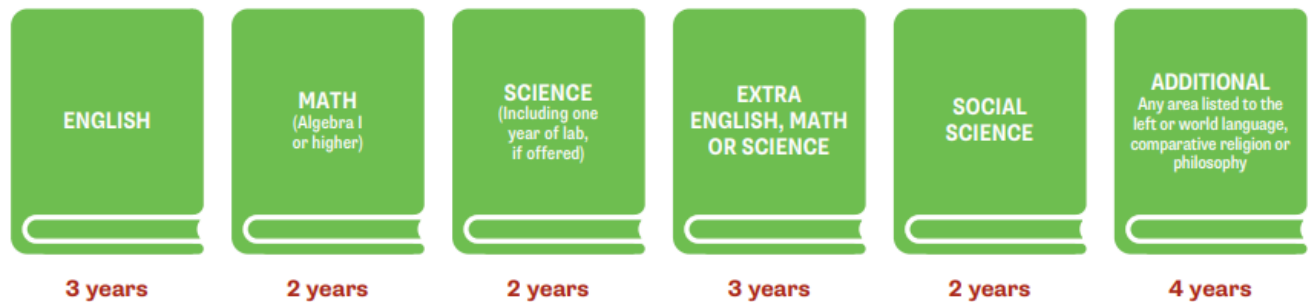 ENGLISH
3 years
MATH
(Algebra I
or higher)
2 years
SCIENCE
(Including one
year of lab,
if offered)
2 years
EXTRA
ENGLISH, MATH
OR SCIENCE
3 years
SOCIAL
SCIENCE
2 years
ADDITIONAL
Any area listed to the
left or world language,
comparative religion or
philosophy
4 years